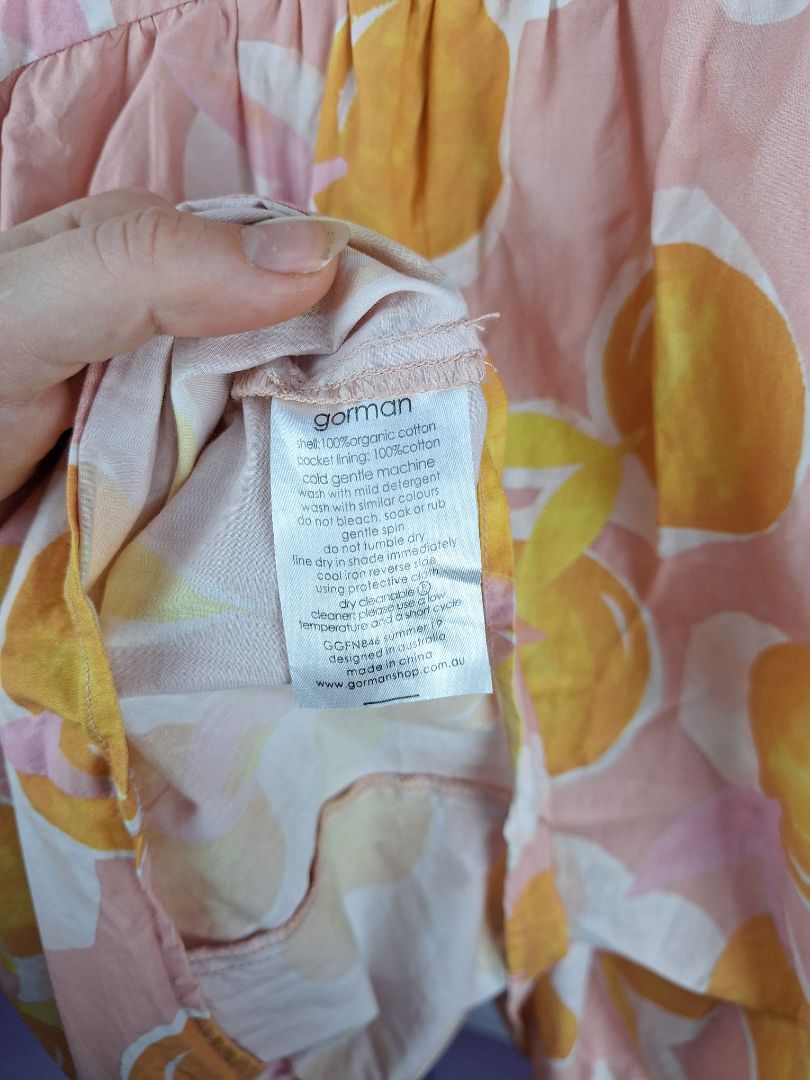 gorman
shell:100%organic cotton
pocket lining: 100%cotton
cold gentle machine
wash with mild detergent
wash with similar colours
do not bleach, soak or rub
gentle spin
do not tumble dry
line dry in shade immediately
cool iron reverse side
using protective cloth
dry cleanable Ⓟ
cleaner: please use a low
temperature and a short cycle
GGFN846 summer 19
designed in australia
made in china
www.gormanshop.com.au